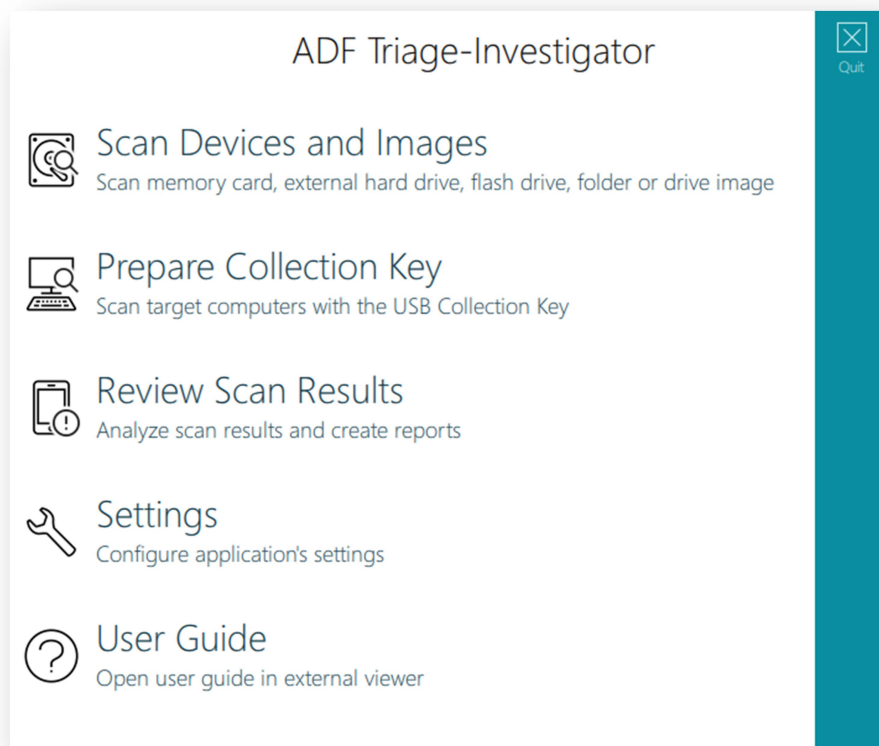 ADF Triage-Investigator
Quit
Scan Devices and Images
Scan memory card, external hard drive, flash drive, folder or drive image
Prepare Collection Key
Scan target computers with the USB Collection Key
Review Scan Results
Analyze scan results and create reports
Settings
Configure application's settings
User Guide
Open user guide in external viewer